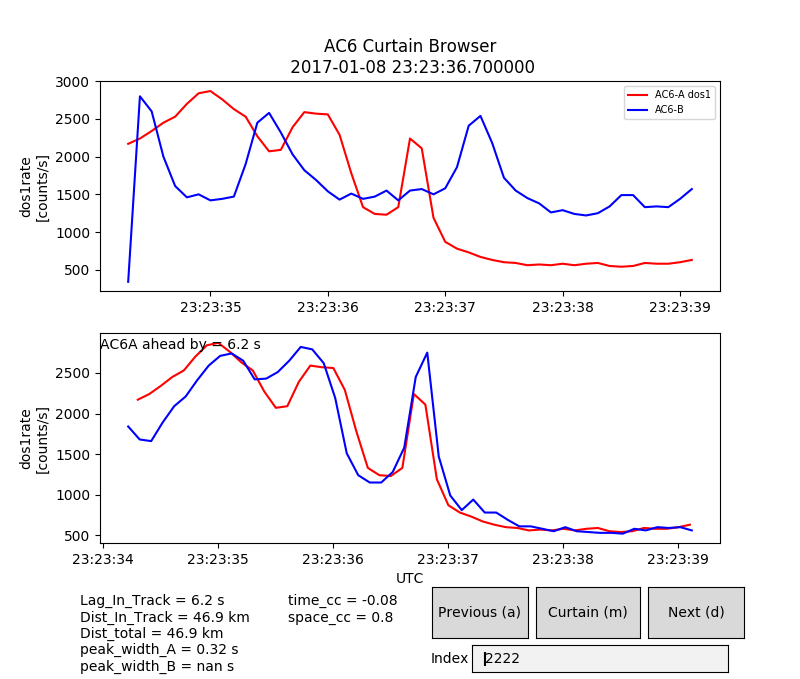 AC6 Curtain Browser
2017-01-08 23:23:36.700000
3000
2500
2000
1500
1000
500
dos1rate
[counts/s]
AC6-A dos1
AC6-B
23:23:35
23:23:36
23:23:37
23:23:38
23:23:39
AC6A ahead by = 6.2 s
2500
2000
1500
1000
500
dos1rate
[counts/s]
23:23:34
23:23:35
23:23:36
23:23:37
23:23:38
23:23:39
UTC
Lag_In_Track = 6.2 s
Dist_In_Track = 46.9 km
Dist_total = 46.9 km
peak_width_A = 0.32 s
peak_width_B = nan s
time_cc = -0.08
space_cc = 0.8
Previous (a)
Curtain (m)
Next (d)
Index 2222